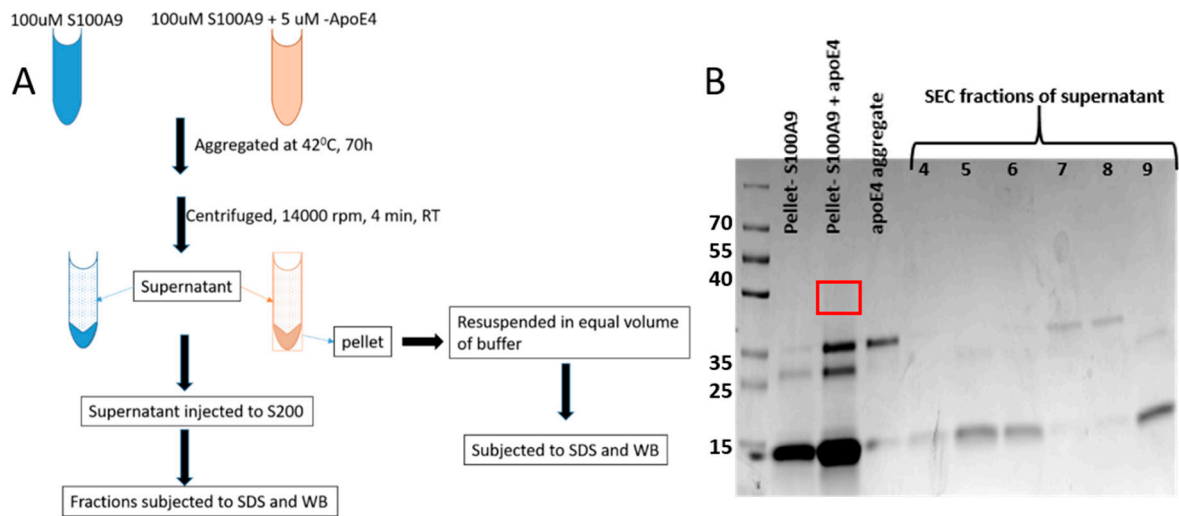 100uM S100A9
100uM S100A9 + 5 uM -ApoE4
A
Aggregated at 42⁰C, 70h
Centrifuged, 14000 rpm, 4 min, RT
Supernatant
pellet
Resuspended in equal volume
of buffer
Supernatant injected to S200
Subjected to SDS and WB
Fractions subjected to SDS and WB
B
Pellet- S100A9
Pellet- S100A9 + apoE4
apoE4 aggregate
SEC fractions of supernatant
4 5 6 7 8 9
70
55
40
35
25
15